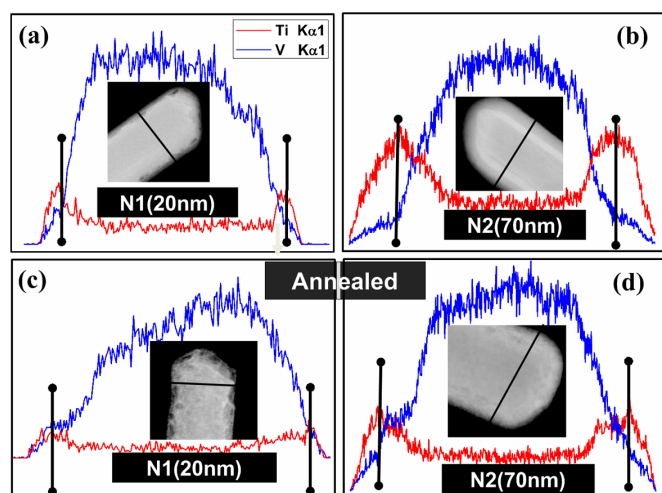 (a)
Ti Kα1
V Kα1
N1(20nm)
(b)
N2(70nm)
Annealed
(c)
N1(20nm)
(d)
N2(70nm)